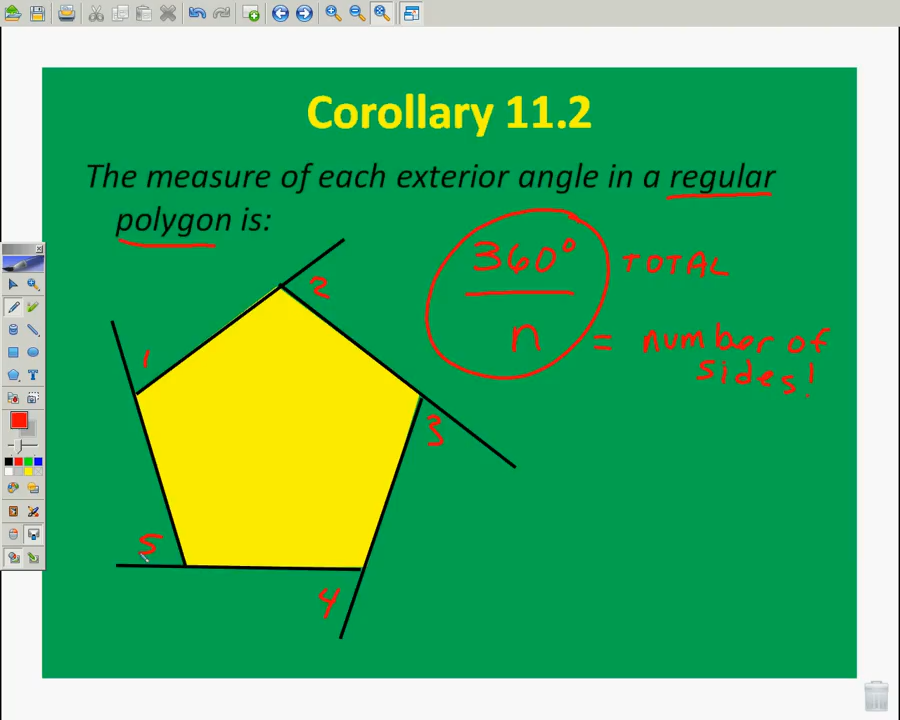 Corollary 11.2
The measure of each exterior angle in a regular
polygon is:
360° TOTAL
n = number of
sides!
1
2
3
4
5